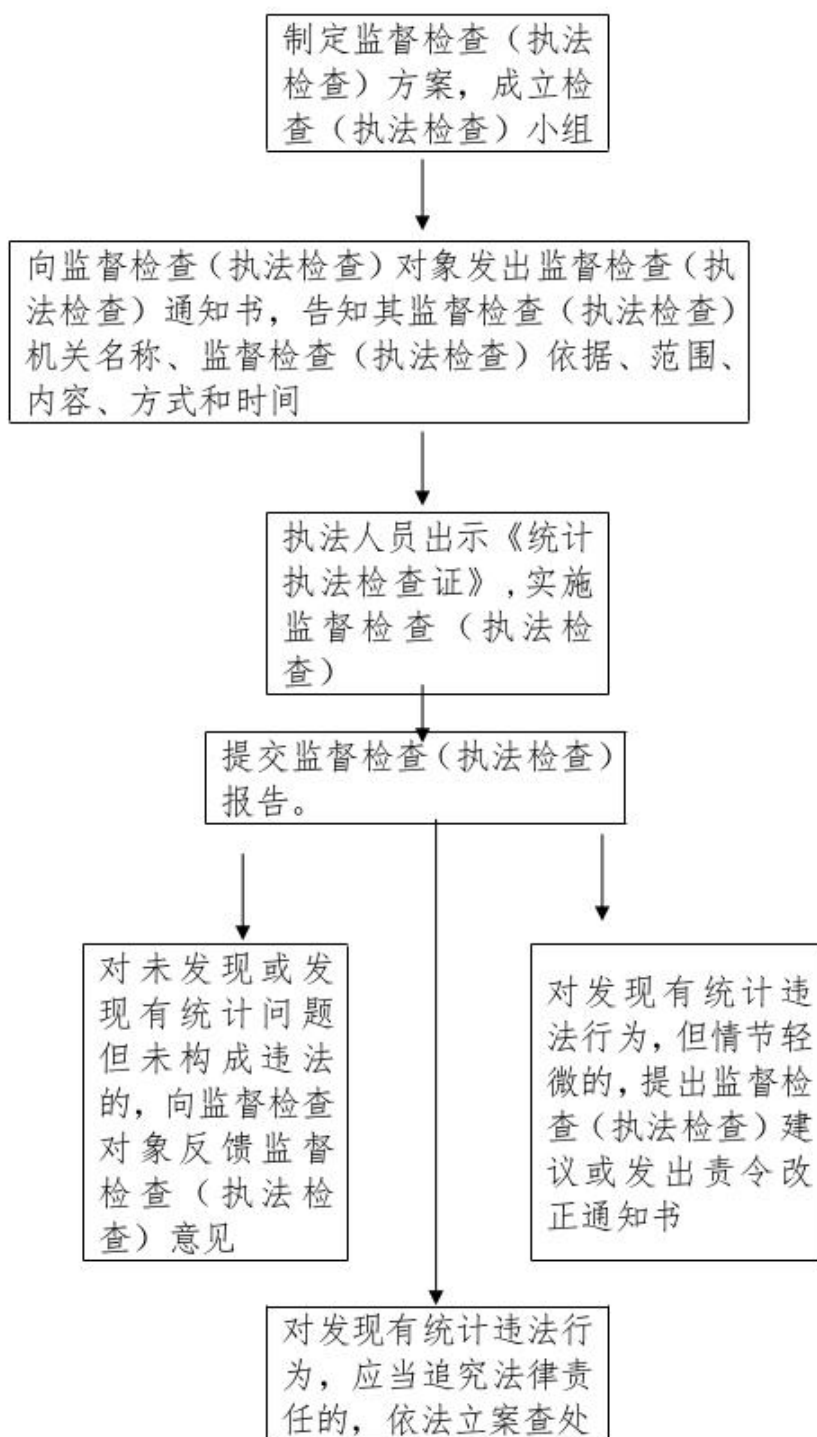 制定监督检查（执法
检查）方案，成立检
查（执法检查）小组
向监督检查（执法检查）对象发出监督检查（执
法检查）通知书，告知其监督检查（执法检查）
机关名称、监督检查（执法检查）依据、范围、
内容、方式和时间
执法人员出示《统计
执法检查证》,实施
监督检查（执法检
查）
提交监督检查（执法检查）
报告。
对未发现或发
现有统计问题
但未构成违法
的，向监督检查
对象反馈监督
检查（执法检
查）意见
对发现有统计违
法行为，但情节轻
微的，提出监督检
查（执法检查）建
议或发出责令改
正通知书
对发现有统计违法行
为，应当追究法律责
任的，依法立案查处